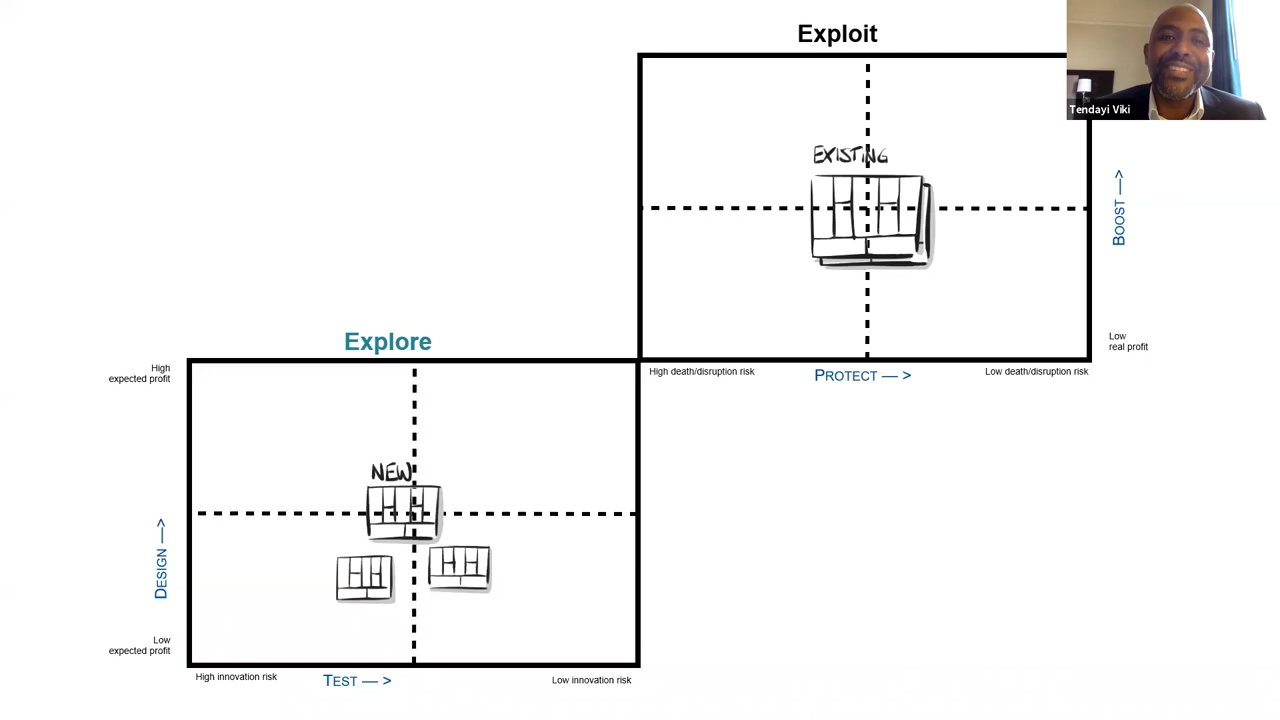 Exploit
Tendayi Viki
EXISTING
BOOST —>
Low
real profit
Explore
High
expected profit
High death/disruption risk
PROTECT — >
Low death/disruption risk
NEW
DESIGN —>
Low
expected profit
High innovation risk
TEST — >
Low innovation risk